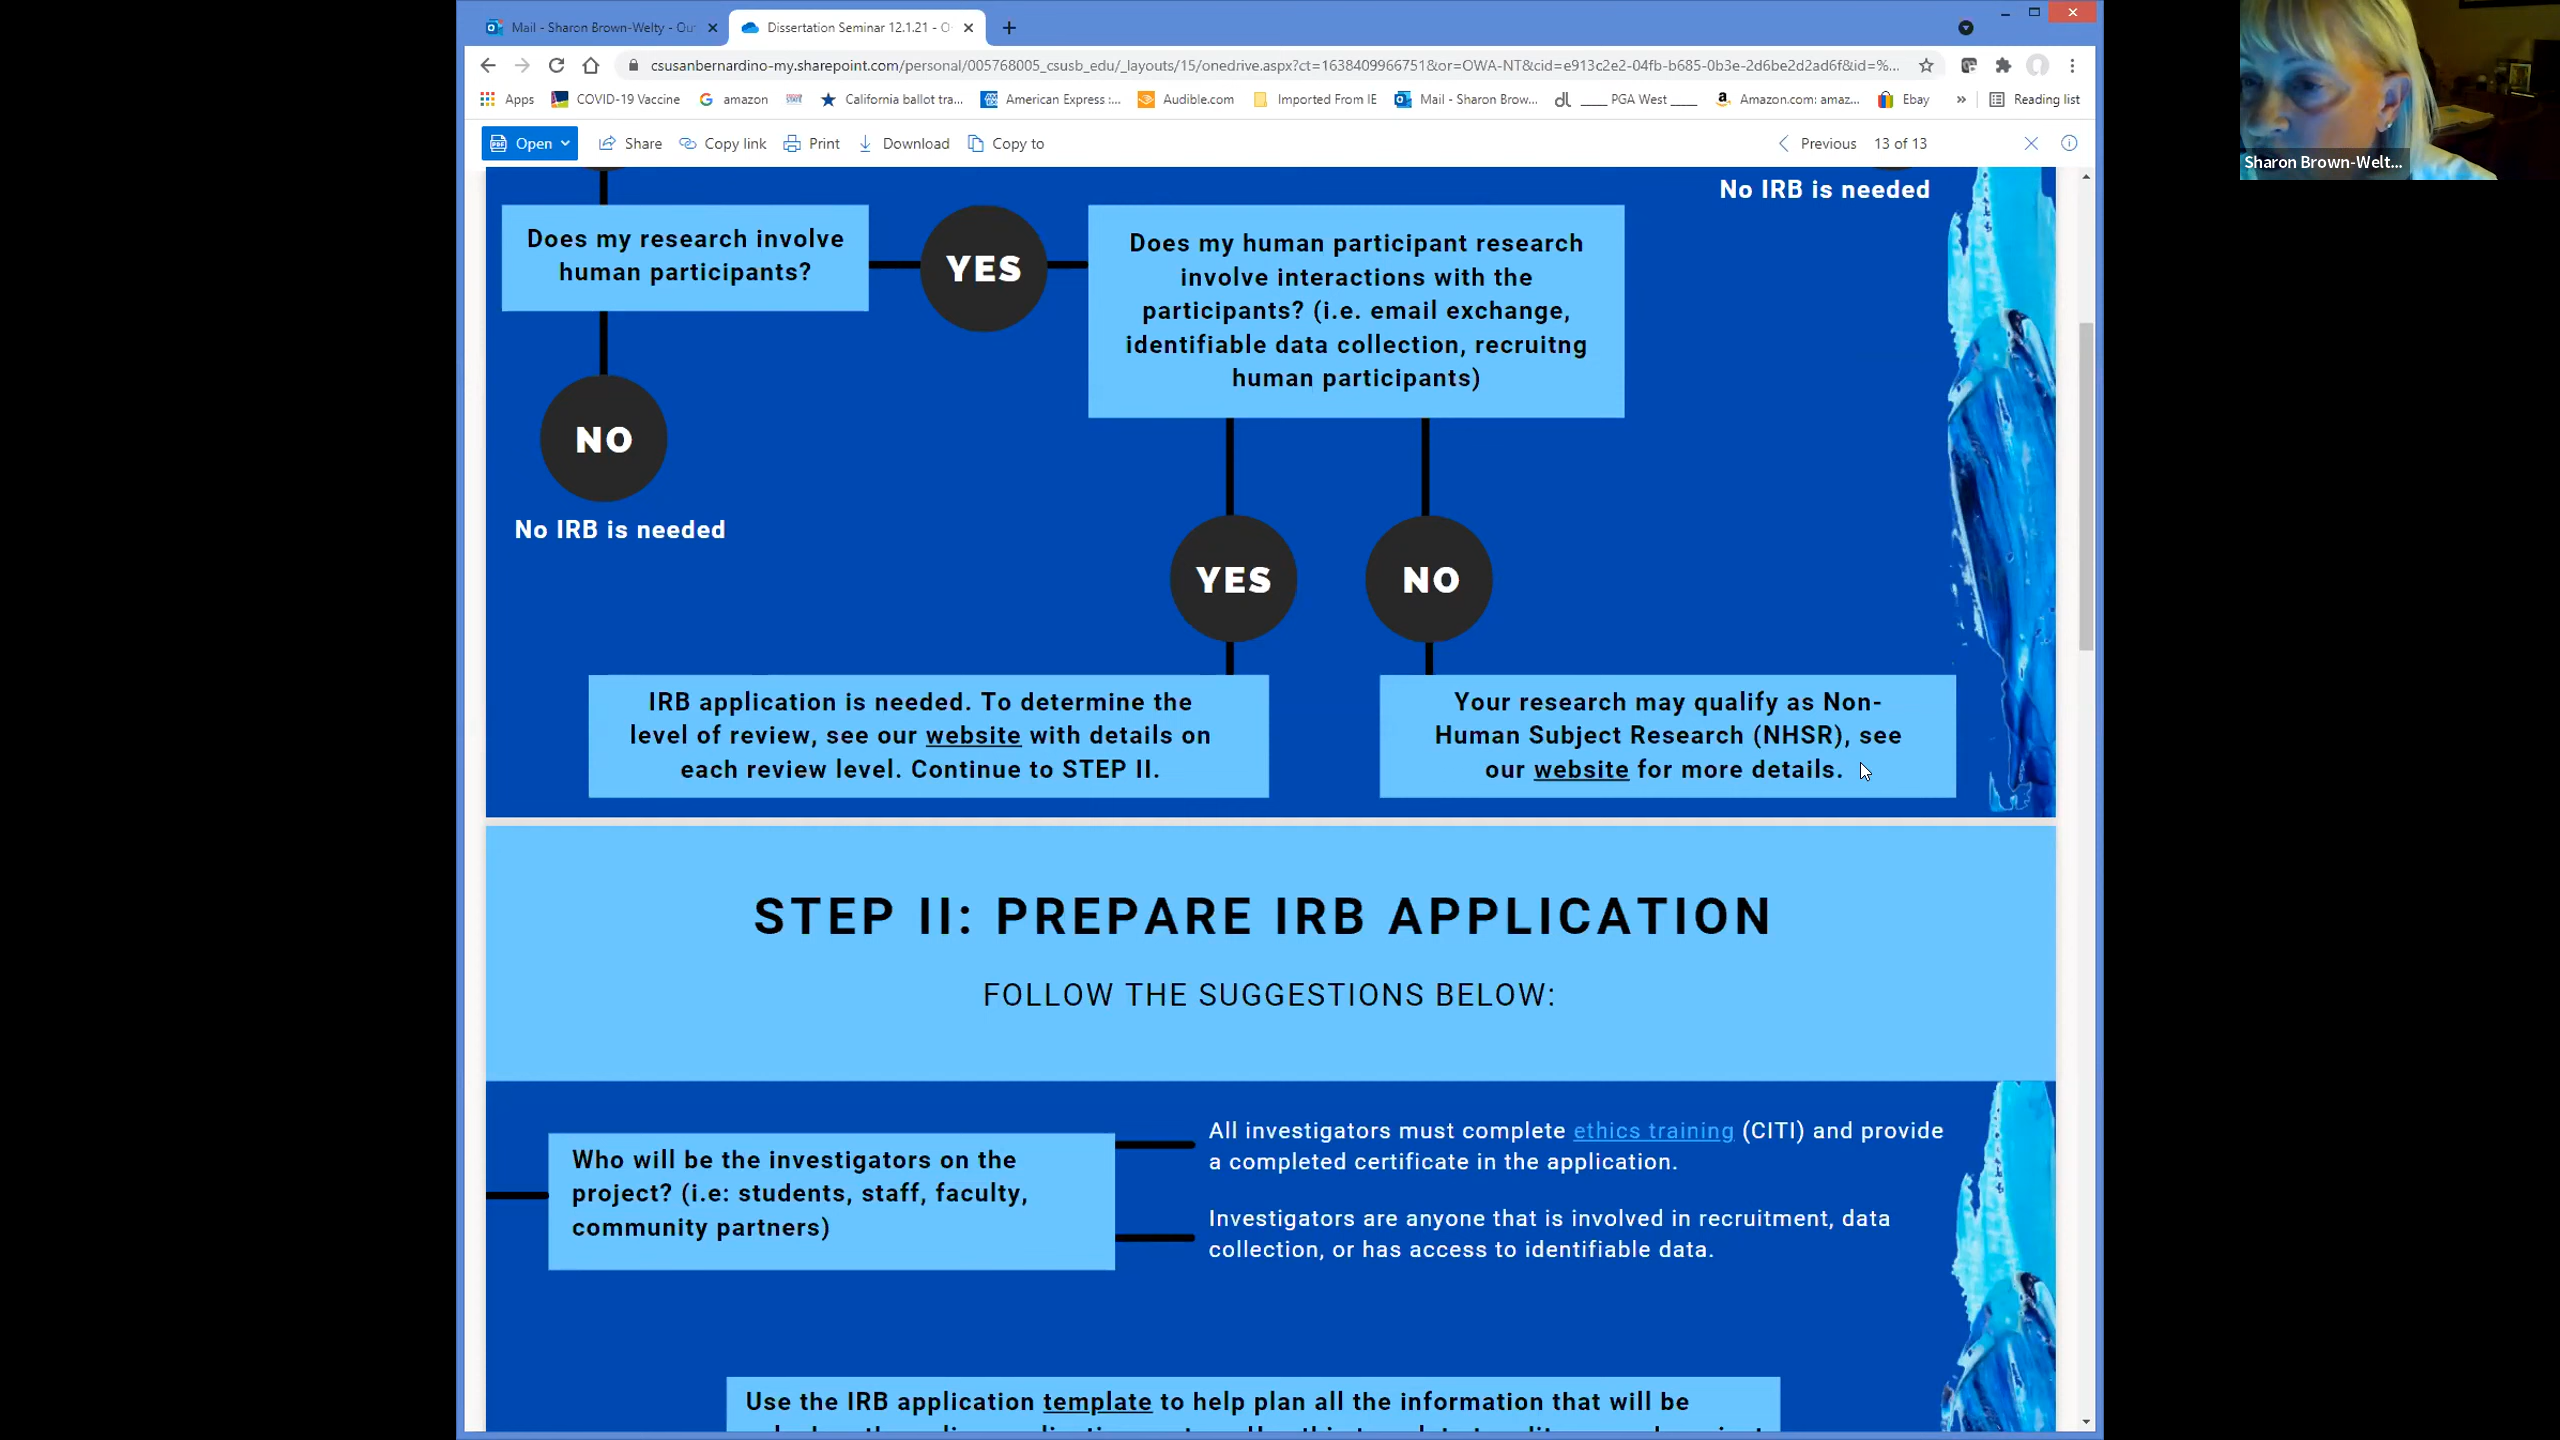 Mail - Sharon Brown-Welty - Out
Dissertation Seminar 12.1.21 - O
csusanbernardino-my.sharepoint.com/personal/005768005_csusb_edu/_layouts/15/onedrive.aspx?ct=1638409966751&or=OWA-NT&cid=e913c2e2-04fb-b685-0b3e-2d6be2d2ad6f&id=%...
Apps COVID-19 Vaccine amazon California ballot tra... American Express :... Audible.com Imported From IE Mail - Sharon Brow... ____ PGA West ____ Amazon.com: amaz... Ebay » Reading list
Open Share Copy link Print Download Copy to Previous 13 of 13
Sharon Brown-Welt...
No IRB is needed
Does my research involve
human participants?
YES
Does my human participant research
involve interactions with the
participants? (i.e. email exchange,
identifiable data collection, recruitng
human participants)
NO
No IRB is needed
YES
NO
IRB application is needed. To determine the
level of review, see our website with details on
each review level. Continue to STEP II.
Your research may qualify as Non-
Human Subject Research (NHSR), see
our website for more details.
STEP II: PREPARE IRB APPLICATION
FOLLOW THE SUGGESTIONS BELOW:
Who will be the investigators on the
project? (i.e: students, staff, faculty,
community partners)
All investigators must complete ethics training (CITI) and provide
a completed certificate in the application.
Investigators are anyone that is involved in recruitment, data
collection, or has access to identifiable data.
Use the IRB application template to help plan all the information that will be